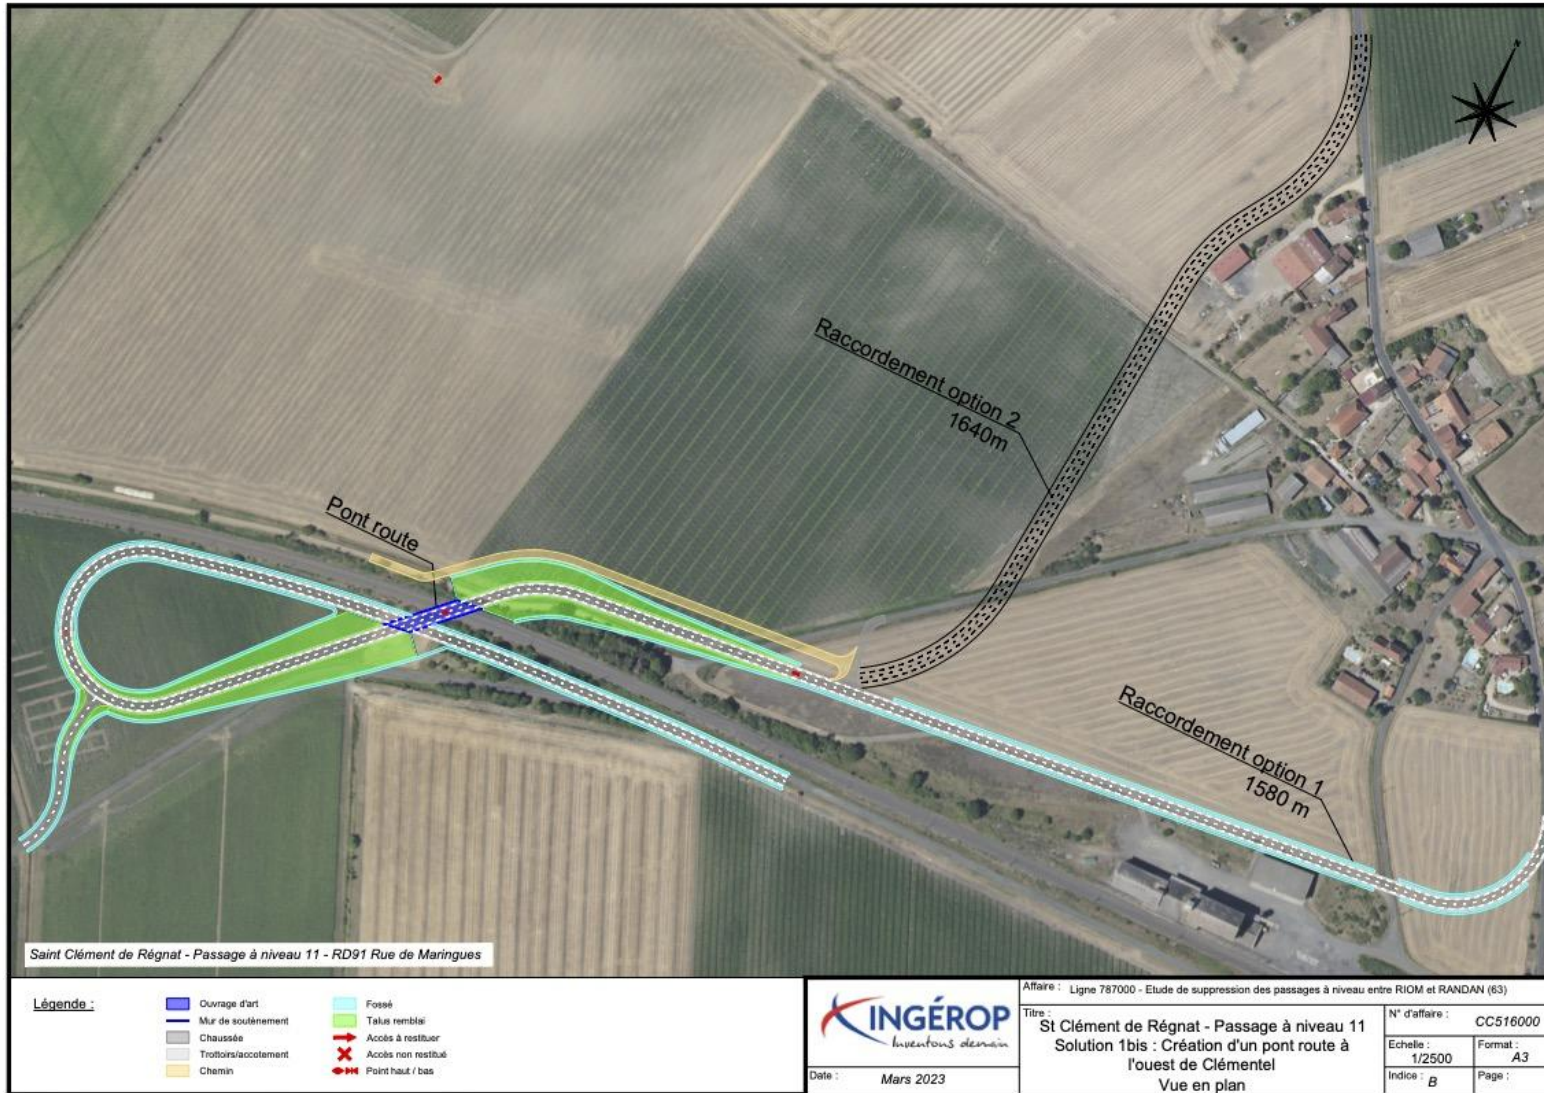 N
Raccordement option 2
1640m
Pont route
Raccordement option 1
1580 m
Saint Clément de Régnat - Passage à niveau 11 - RD91 Rue de Maringues
Légende :
Ouvrage d'art
Mur de soutènement
Chaussée
Trottoirs/accotement
Chemin
Fossé
Talus remblai
Accès à restituer
Accès non restitué
Point haut / bas
INGÉROP
Inventons demain
Date : Mars 2023
Affaire : Ligne 787000 - Etude de suppression des passages à niveau entre RIOM et RANDAN (63)
Titre :
St Clément de Régnat - Passage à niveau 11
Solution 1bis : Création d'un pont route à
l'ouest de Clémentel
Vue en plan
N° d'affaire : CC516000
Echelle : 1/2500
Format : A3
Indice : B
Page :